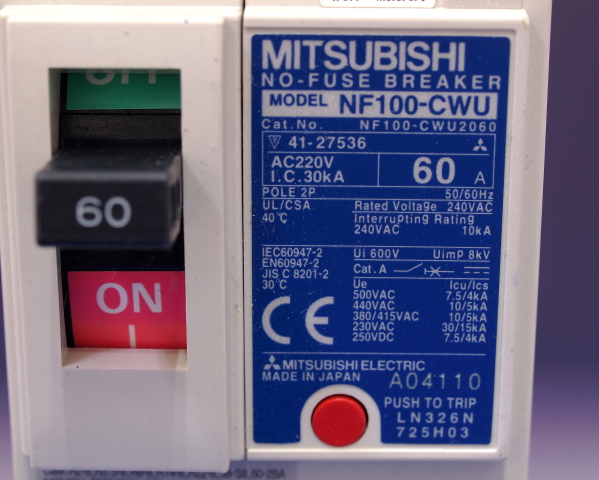 OFF
60
ON
MITSUBISHI
NO-FUSE BREAKER
MODEL NF100-CWU
Cat.No. NF100-CWU2060
41-27536
AC220V
I.C.30kA
60 A
POLE 2P 50/60Hz
UL/CSA Rated Voltage 240VAC
40℃ Interrupting Rating
240VAC 10kA
IEC60947-2 Ui 600V Uimp 8kV
EN60947-2
JIS C 8201-2 Cat.A
30℃ Ue Icu/Ics
500VAC 7.5/4kA
440VAC 10/5kA
380/415VAC 10/5kA
230VAC 30/15kA
250VDC 7.5/4kA
CE
MITSUBISHI ELECTRIC
MADE IN JAPAN A04110
PUSH TO TRIP
LN326N
725H03